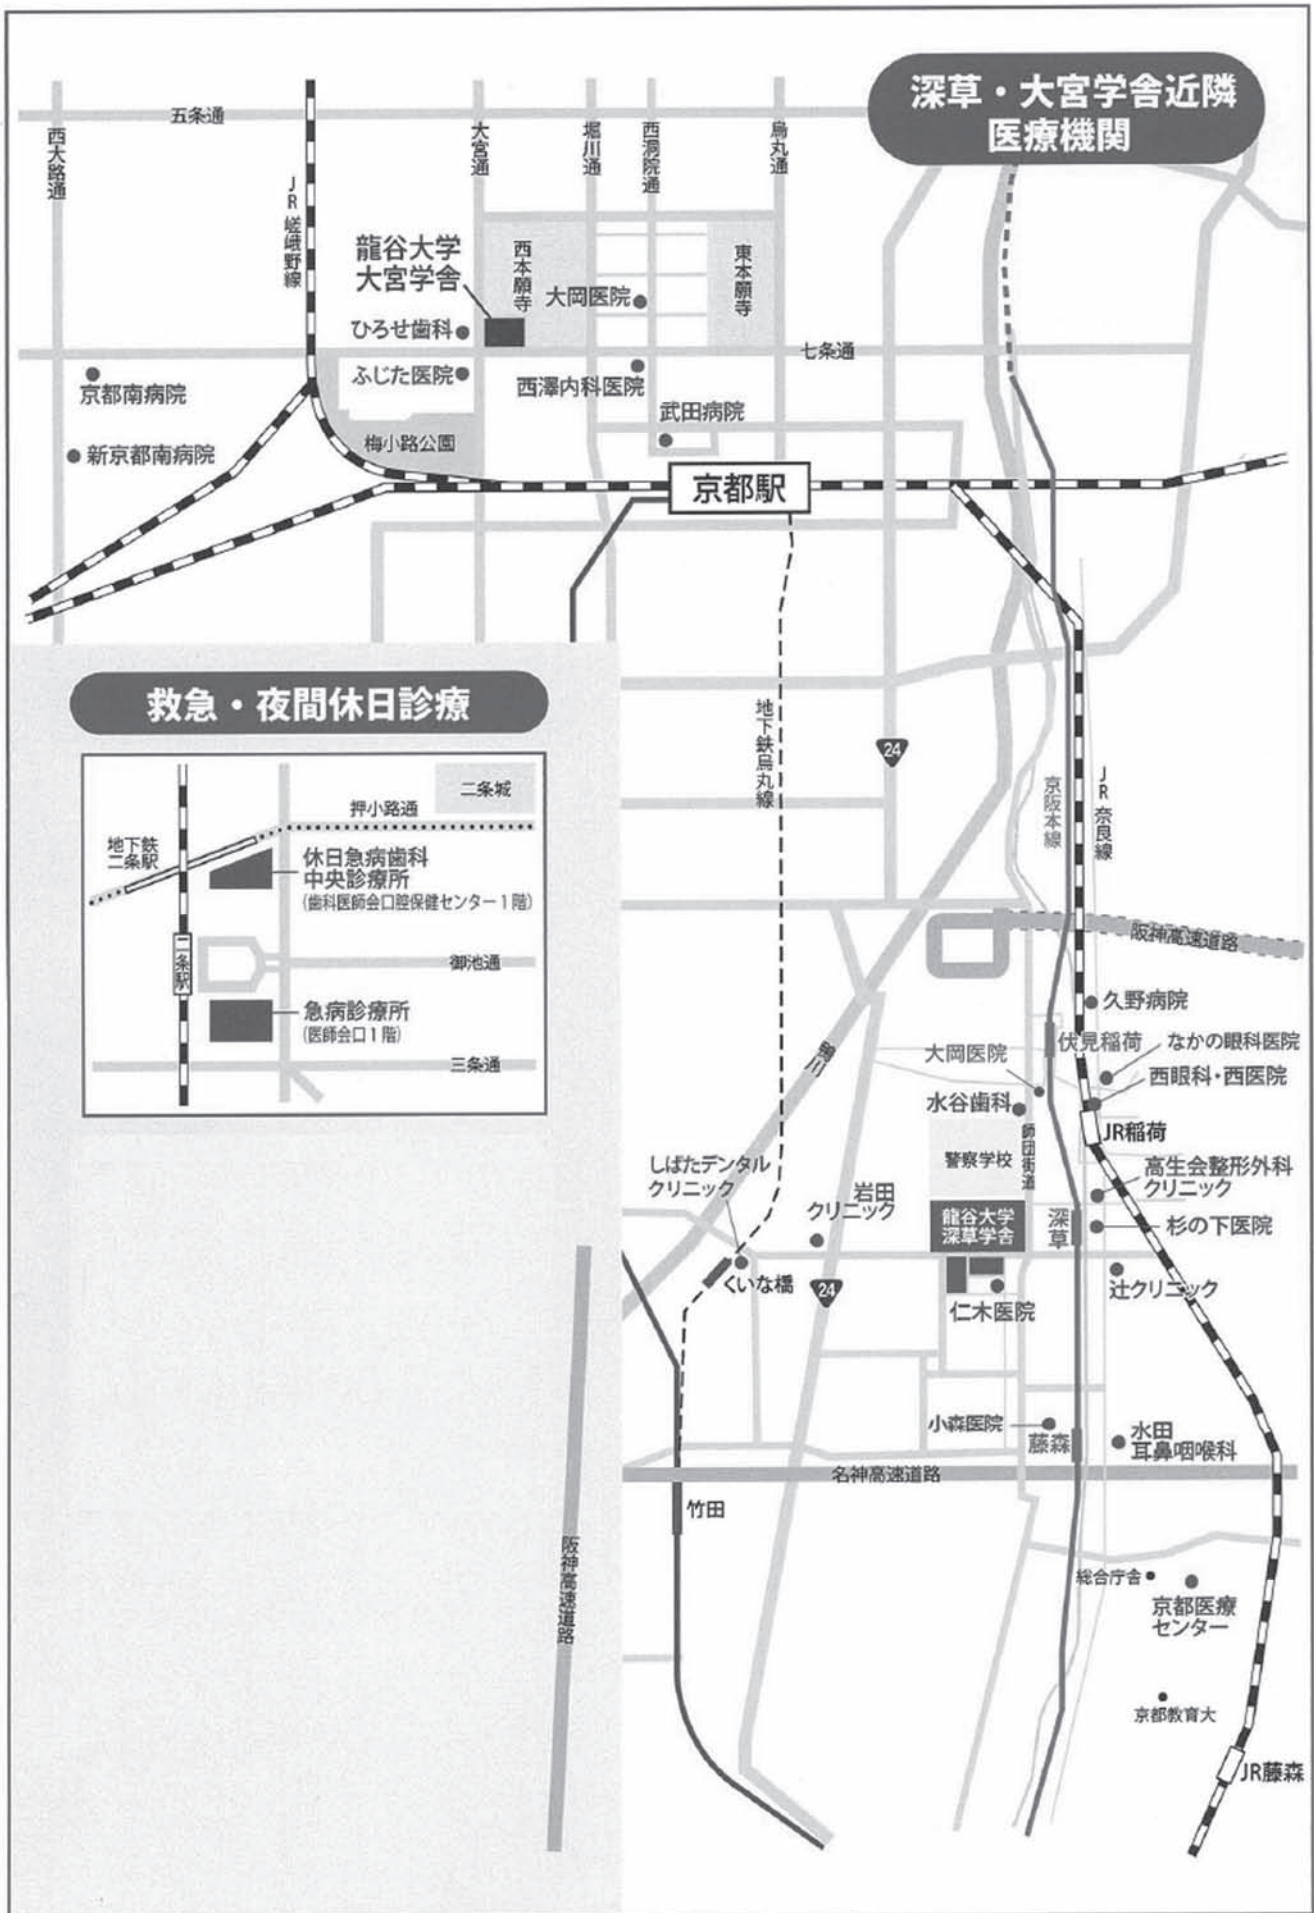 深草・大宮学舎近隣
医療機関
五条通
西大路通
JR嵯峨野線
大宮通
堀川通
西洞院通
烏丸通
龍谷大学
大宮学舎
西本願寺
大岡医院
東本願寺
ひろせ歯科
七条通
京都南病院
ふじた医院
西澤内科医院
武田病院
新京都南病院
梅小路公園
京都駅
救急・夜間休日診療
二条城
押小路通
地下鉄
二条駅
休日急病歯科
中央診療所
(歯科医師会口腔保健センター1階)
二条駅
御池通
急病診療所
(医師会口1階)
三条通
地下鉄烏丸線
24
京阪本線
JR奈良線
阪神高速道路
久野病院
鴨川
大岡医院
伏見稲荷
なかの眼科医院
西眼科・西医院
水谷歯科
JR稲荷
師団街道
警察学校
しばたデンタル
クリニック
岩田
クリニック
高生会整形外科
クリニック
龍谷大学
深草学舎
深草
杉の下医院
くいな橋
24
仁木医院
辻クリニック
小森医院
藤森
水田
耳鼻咽喉科
名神高速道路
竹田
阪神高速道路
総合庁舎
京都医療
センター
京都教育大
JR藤森